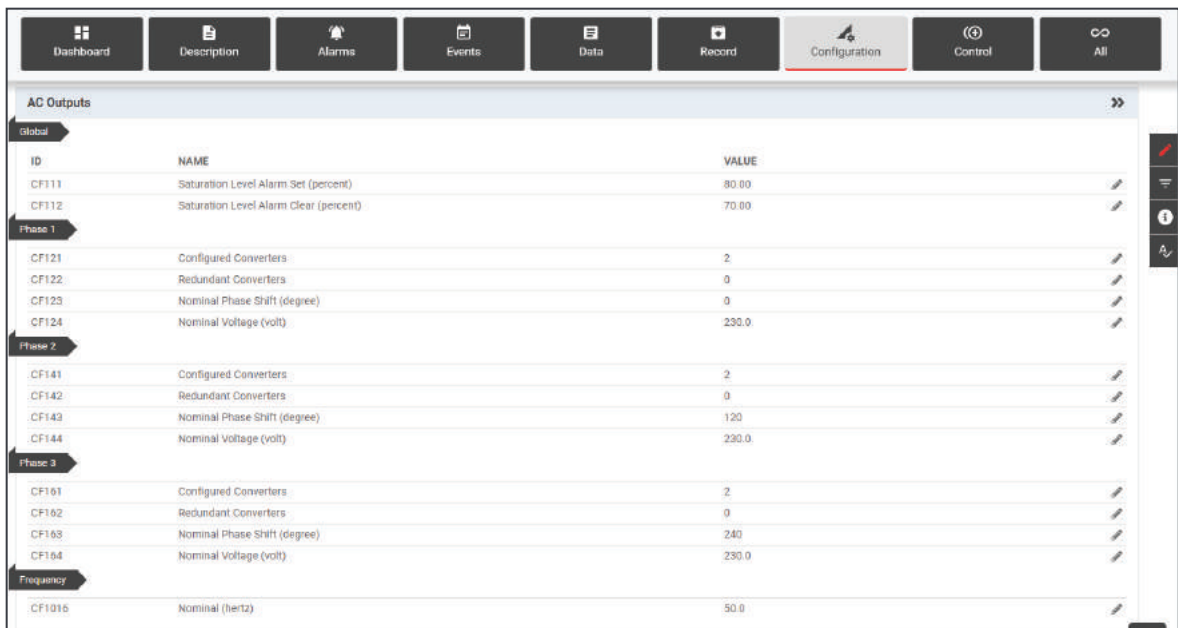 Dashboard Description Alarms Events Data Record Configuration Control All
AC Outputs
Global
ID NAME VALUE
CF111 Saturation Level Alarm Set (percent) 80.00
CF112 Saturation Level Alarm Clear (percent) 70.00
Phase 1
CF121 Configured Converters 2
CF122 Redundant Converters 0
CF123 Nominal Phase Shift (degree) 0
CF124 Nominal Voltage (volt) 230.0
Phase 2
CF141 Configured Converters 2
CF142 Redundant Converters 0
CF143 Nominal Phase Shift (degree) 120
CF144 Nominal Voltage (volt) 230.0
Phase 3
CF161 Configured Converters 2
CF162 Redundant Converters 0
CF163 Nominal Phase Shift (degree) 240
CF164 Nominal Voltage (volt) 230.0
Frequency
CF1016 Nominal (hertz) 50.0